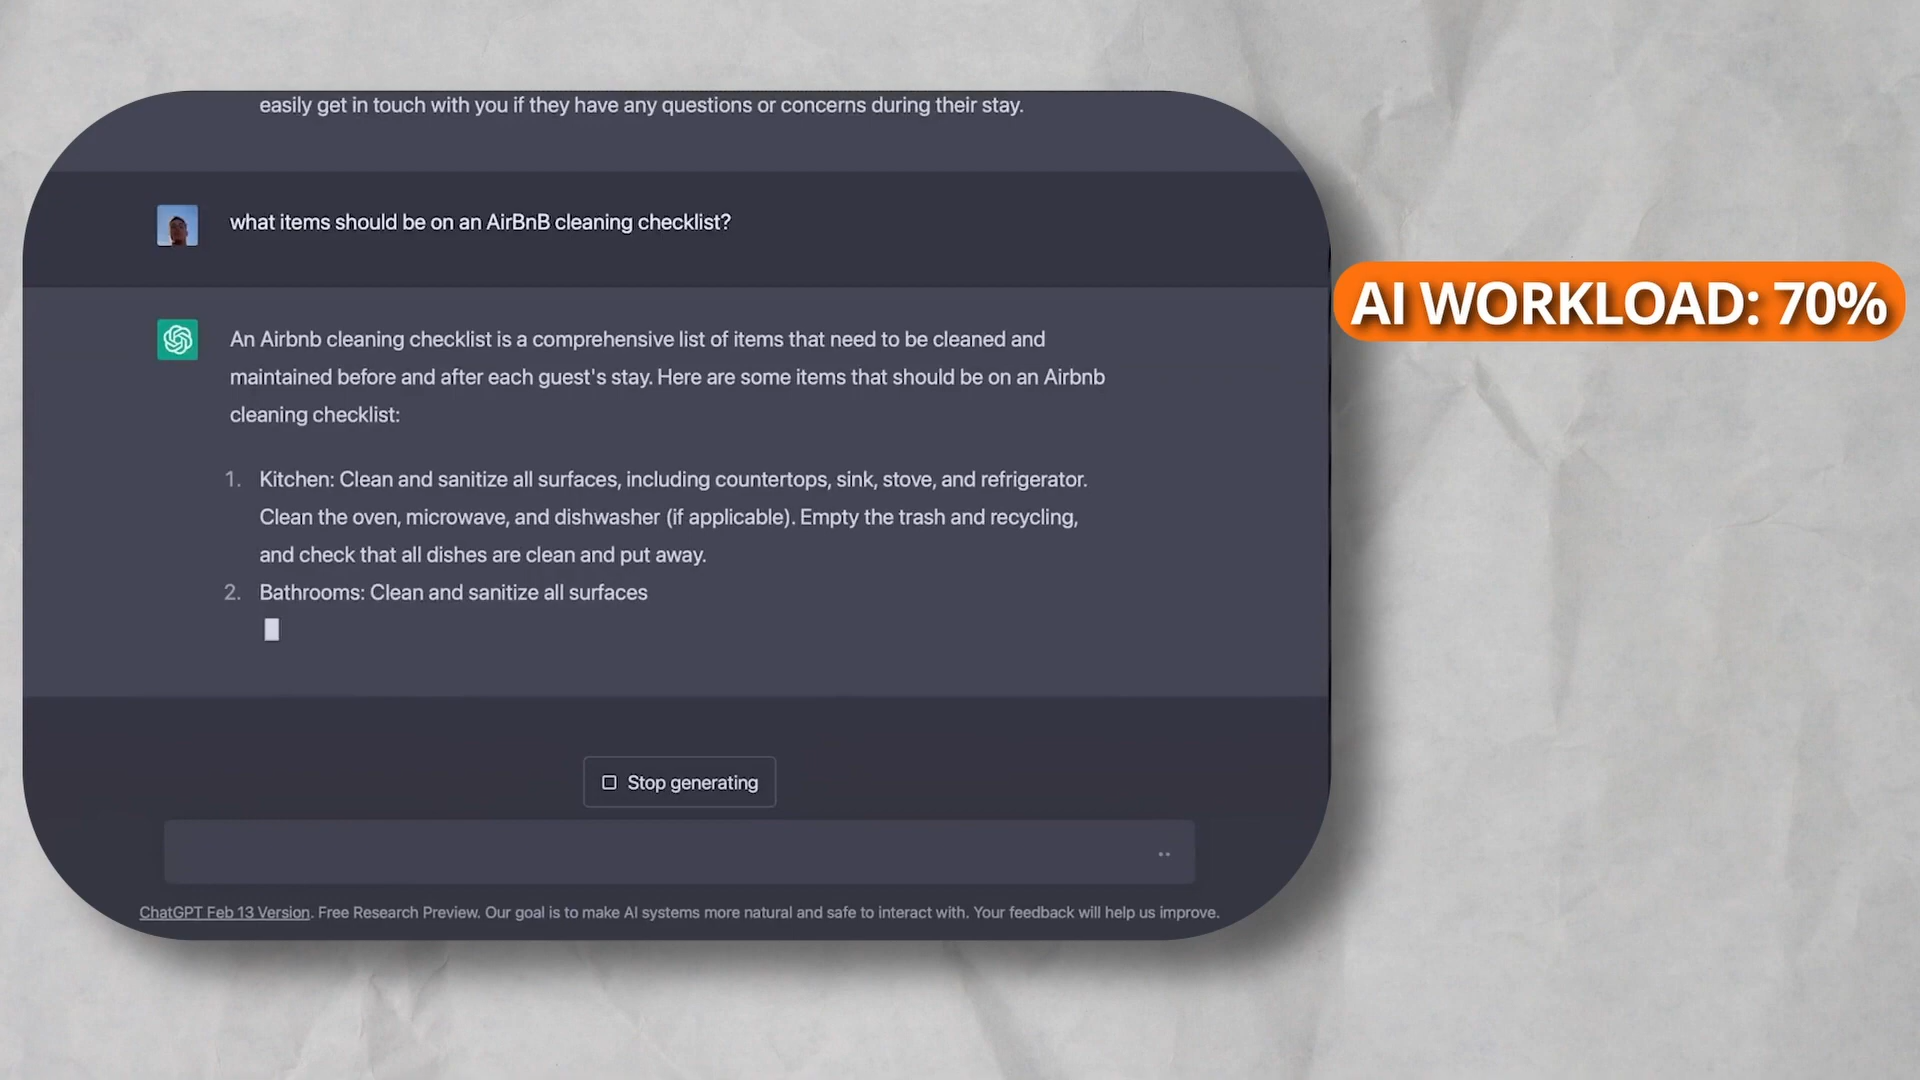 easily get in touch with you if they have any questions or concerns during their stay.
what items should be on an AirBnB cleaning checklist?
AI WORKLOAD: 70%
An Airbnb cleaning checklist is a comprehensive list of items that need to be cleaned and
maintained before and after each guest's stay. Here are some items that should be on an Airbnb
cleaning checklist:
1. Kitchen: Clean and sanitize all surfaces, including countertops, sink, stove, and refrigerator.
Clean the oven, microwave, and dishwasher (if applicable). Empty the trash and recycling,
and check that all dishes are clean and put away.
2. Bathrooms: Clean and sanitize all surfaces
Stop generating
ChatGPT Feb 13 Version. Free Research Preview. Our goal is to make AI systems more natural and safe to interact with. Your feedback will help us improve.